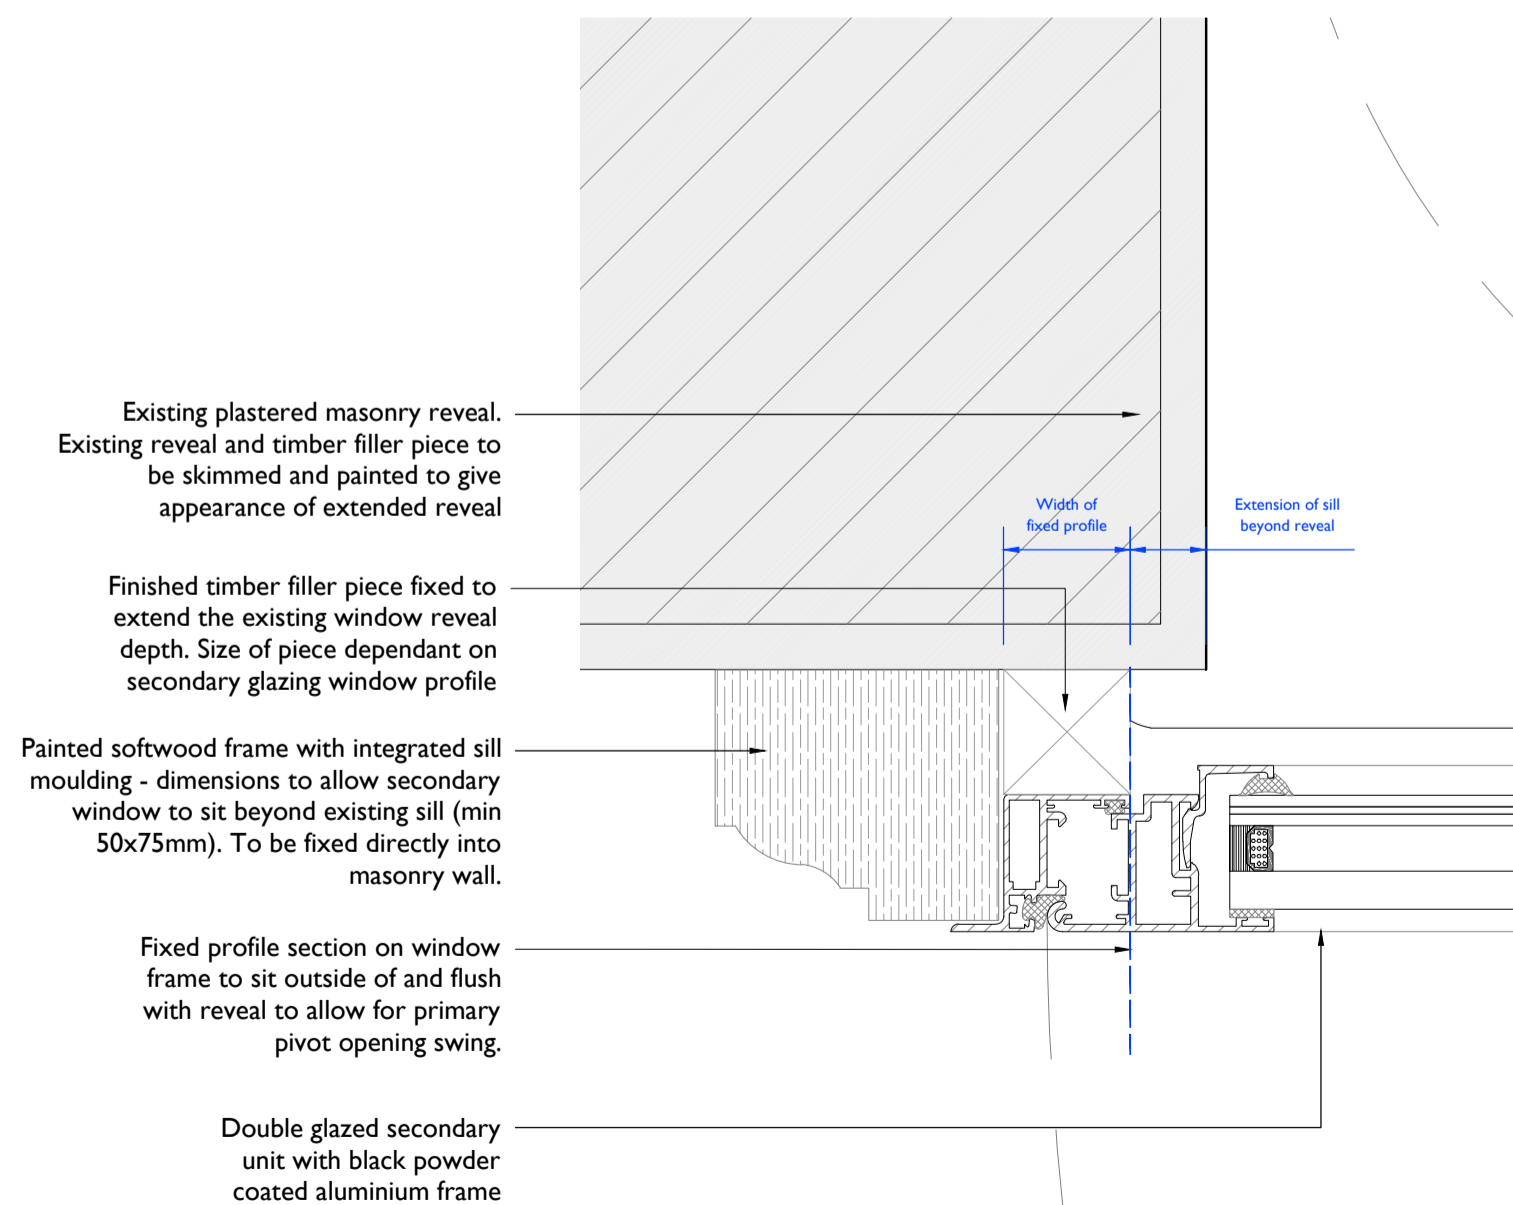 Existing plastered masonry reveal.
Existing reveal and timber filler piece to
be skimmed and painted to give
appearance of extended reveal
Width of
fixed profile
Extension of sill
beyond reveal
Finished timber filler piece fixed to
extend the existing window reveal
depth. Size of piece dependant on
secondary glazing window profile
Painted softwood frame with integrated sill
moulding - dimensions to allow secondary
window to sit beyond existing sill (min
50x75mm). To be fixed directly into
masonry wall.
Fixed profile section on window
frame to sit outside of and flush
with reveal to allow for primary
pivot opening swing.
Double glazed secondary
unit with black powder
coated aluminium frame